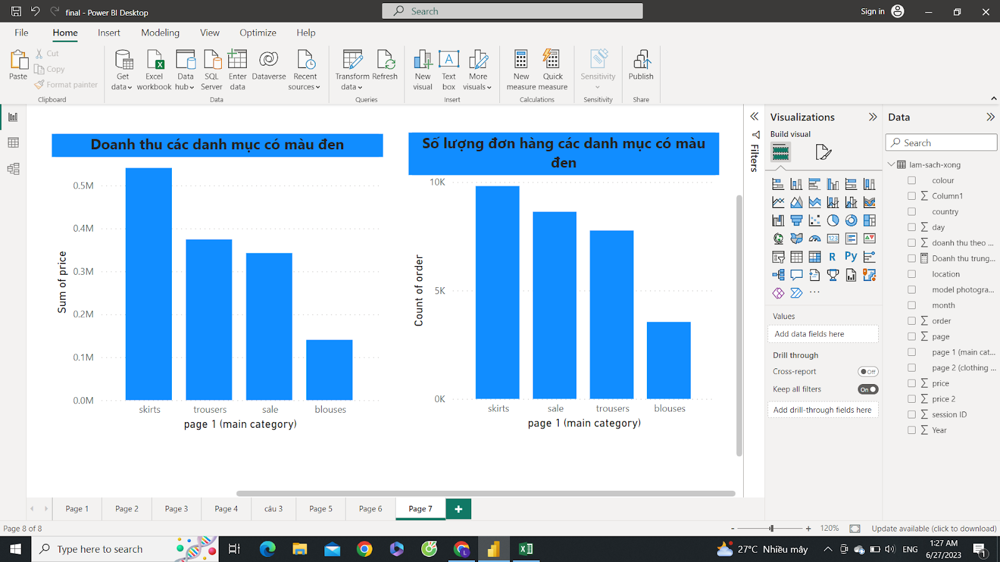 final - Power BI Desktop
Search
Sign in
File
Home
Insert
Modeling
View
Optimize
Help
Paste
Cut
Copy
Format painter
Clipboard
Get
data
Excel
workbook
Data
hub
SQL
Server
Enter
data
Dataverse
Recent
sources
Data
Transform
data
Refresh
Queries
New
visual
Text
box
More
visuals
Insert
New
measure
Quick
measure
Calculations
Sensitivity
Sensitivity
Publish
Share
Doanh thu các danh mục có màu đen
Sum of price
0.5M
0.4M
0.3M
0.2M
0.1M
0.0M
skirts
trousers
sale
blouses
page 1 (main category)
Số lượng đơn hàng các danh mục có màu
đen
Count of order
10K
5K
0K
skirts
sale
trousers
blouses
page 1 (main category)
Filters
Visualizations
Build visual
123
R
Py
...
Values
Add data fields here
Drill through
Cross-report
Off
Keep all filters
On
Add drill-through fields here
Data
Search
lam-sach-xong
colour
Column1
country
day
doanh thu theo ...
Doanh thu trung...
location
model photogra...
month
order
page
page 1 (main cat...
page 2 (clothing ...
price
price 2
session ID
Year
Page 1
Page 2
Page 3
Page 4
câu 3
Page 5
Page 6
Page 7
Page 8 of 8
120%
Update available (click to download)
Type here to search
27°C Nhiều mây
ENG
1:27 AM
6/27/2023
1